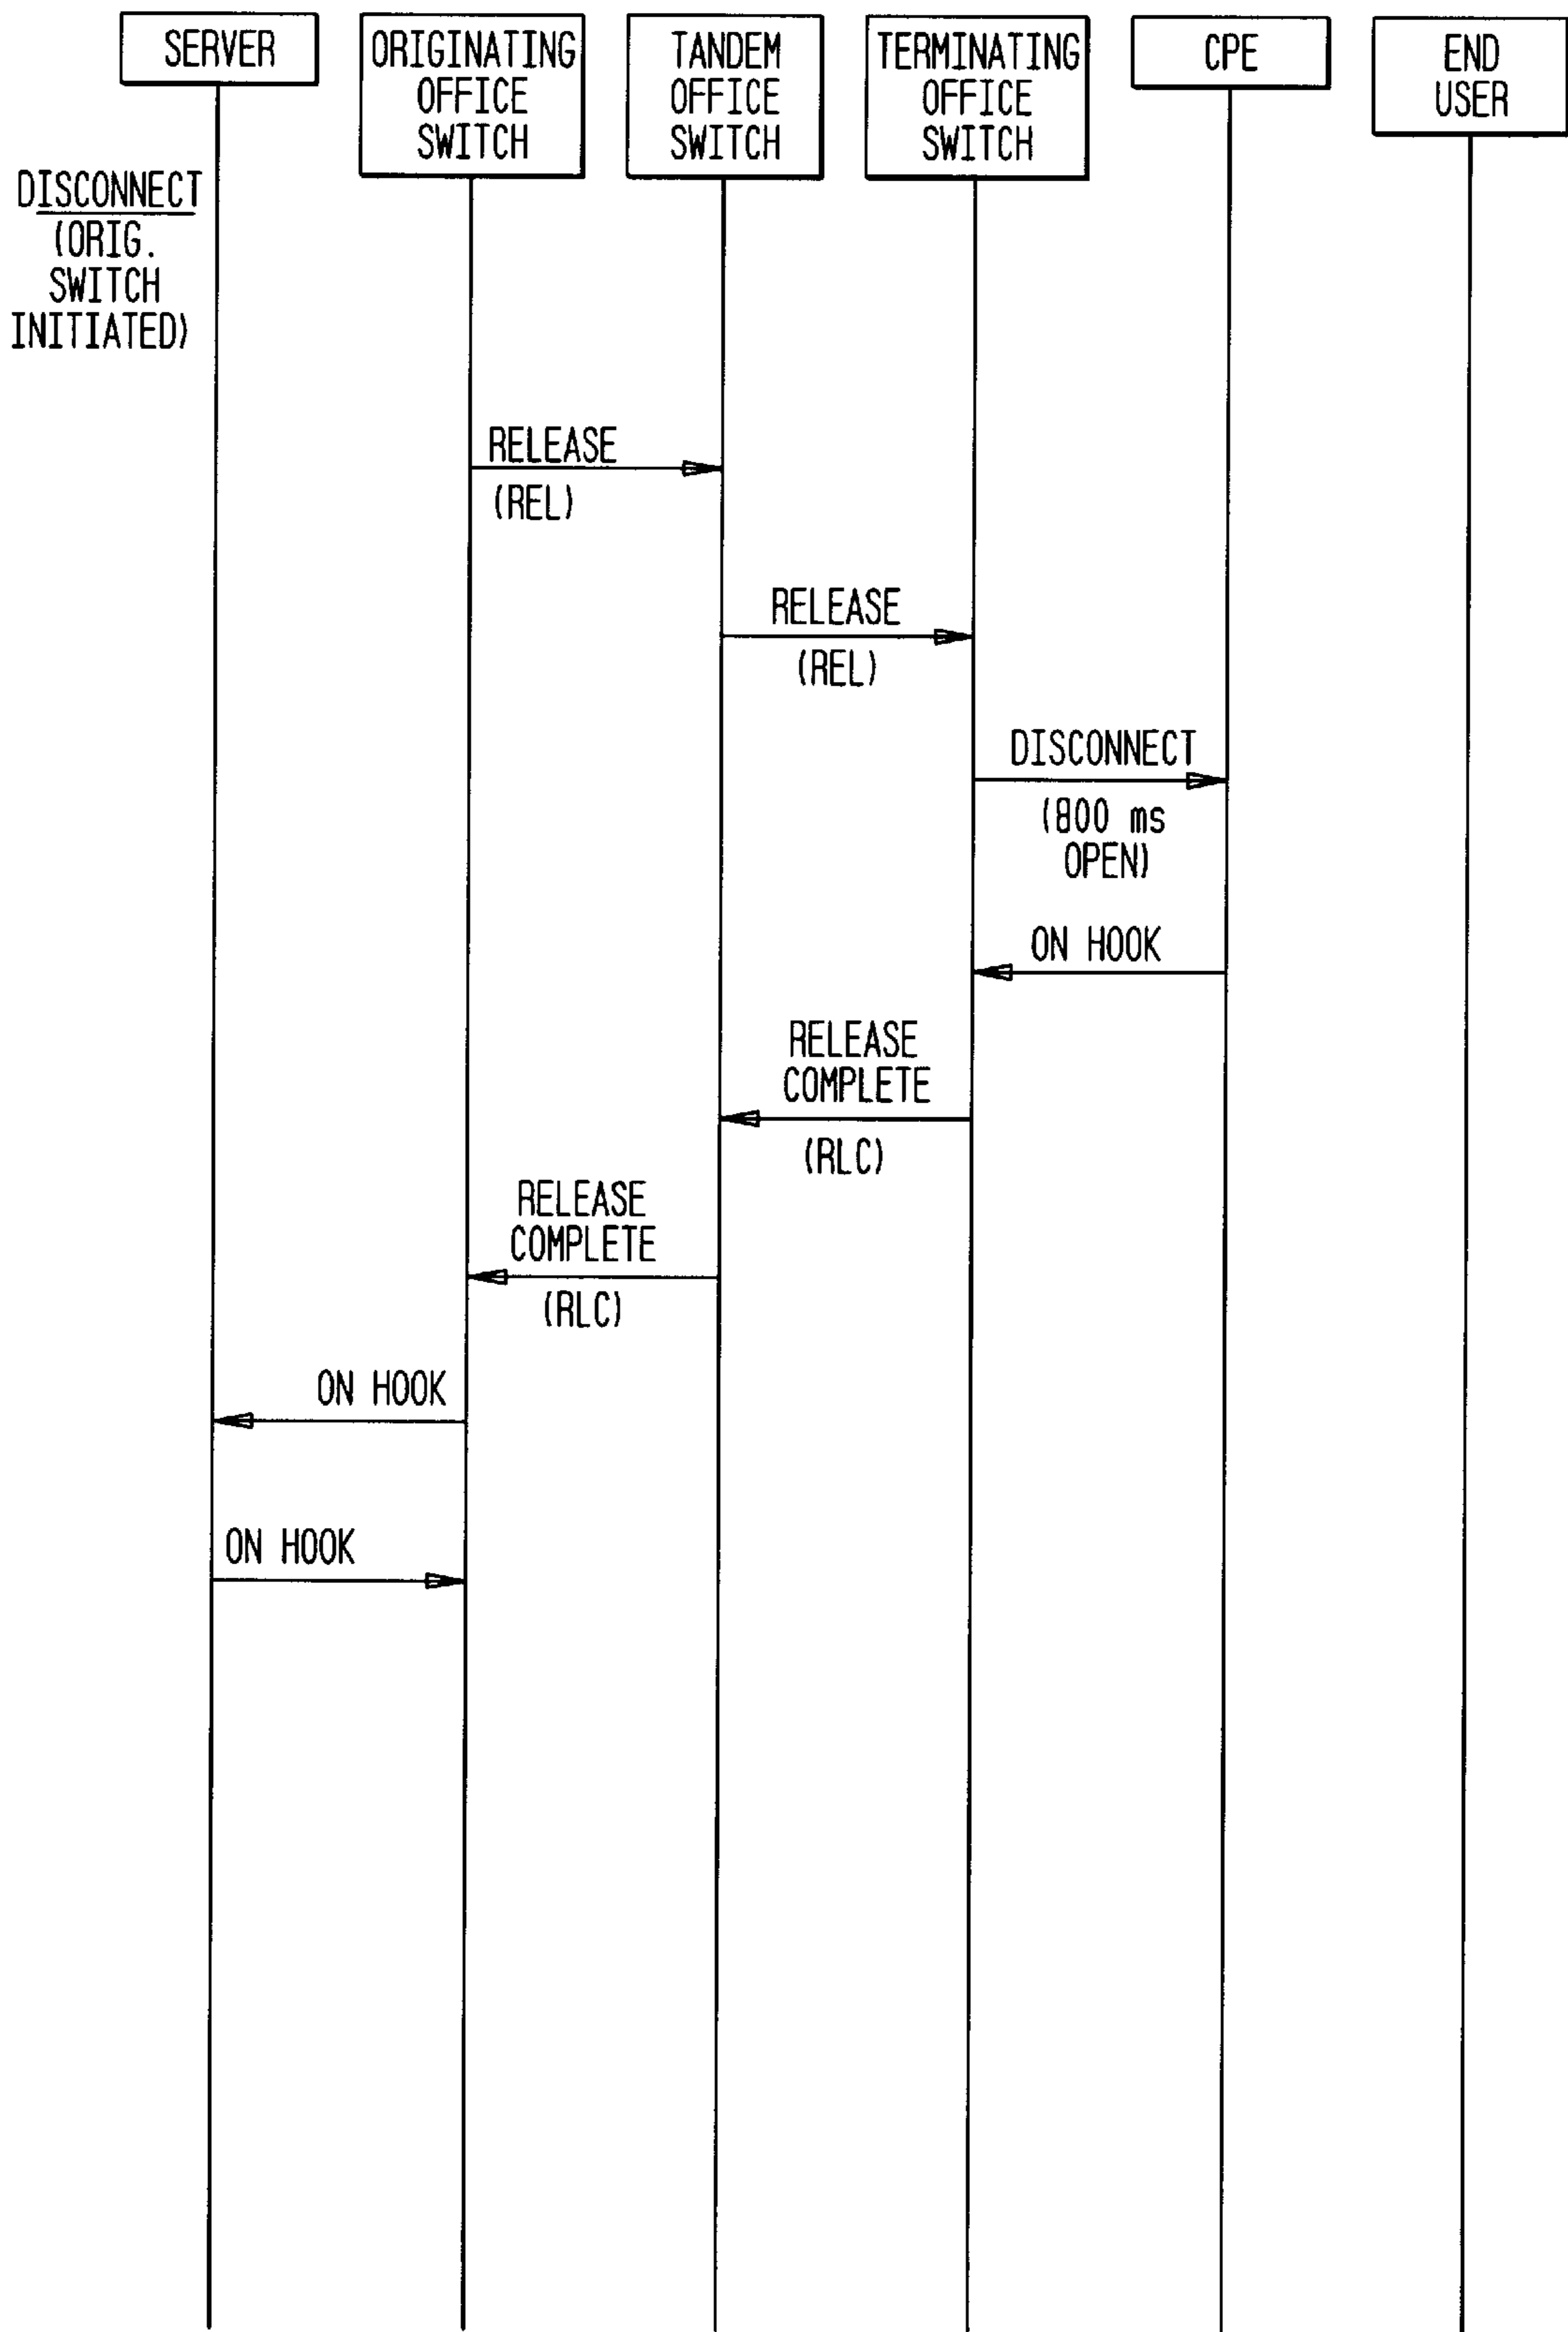 SERVER
ORIGINATING
OFFICE
SWITCH
TANDEM
OFFICE
SWITCH
TERMINATING
OFFICE
SWITCH
CPE
END
USER
DISCONNECT
(ORIG.
SWITCH
INITIATED)
RELEASE
(REL)
RELEASE
(REL)
DISCONNECT
(800 ms
OPEN)
ON HOOK
RELEASE
COMPLETE
(RLC)
RELEASE
COMPLETE
(RLC)
ON HOOK
ON HOOK